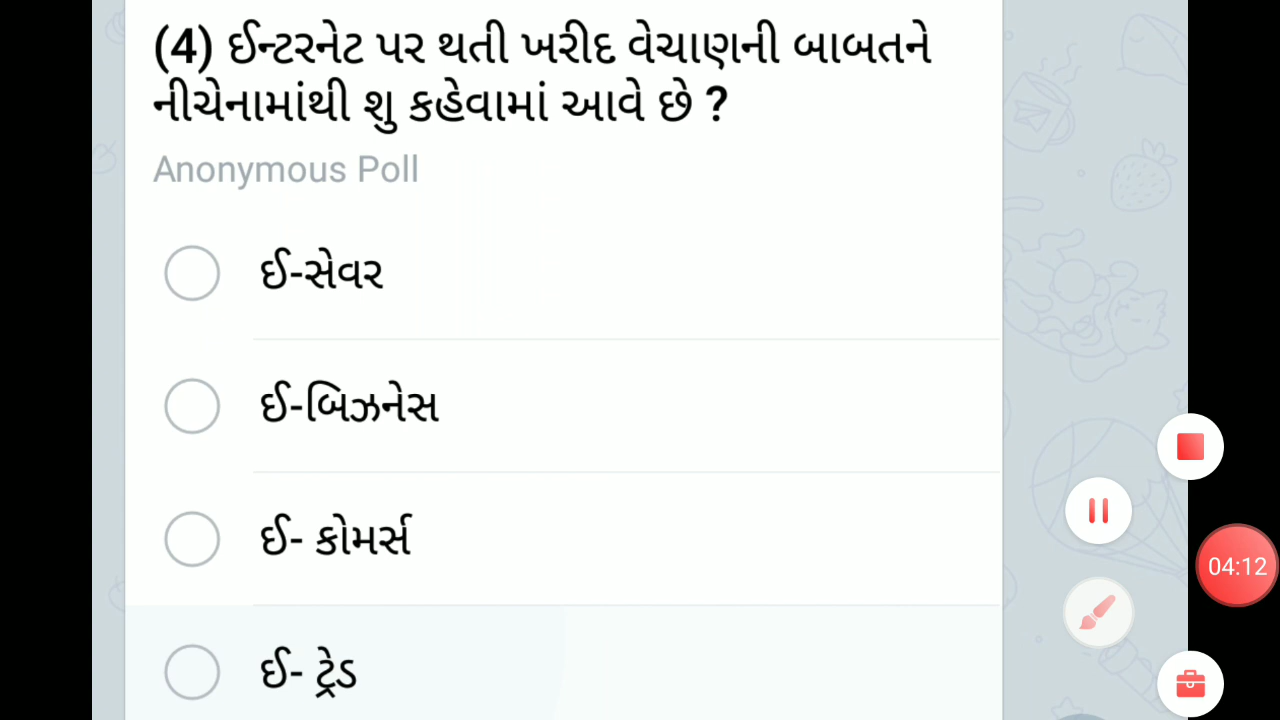 (4) ઈન્ટરનેટ પર થતી ખરીદ વેચાણની બાબતને
નીચેનામાંથી શુ કહેવામાં આવે છે ?
Anonymous Poll
ઈ-સેવર
ઈ-બિઝનેસ
ઈ- કોમર્સ
ઈ- ટ્રેડ
04:12